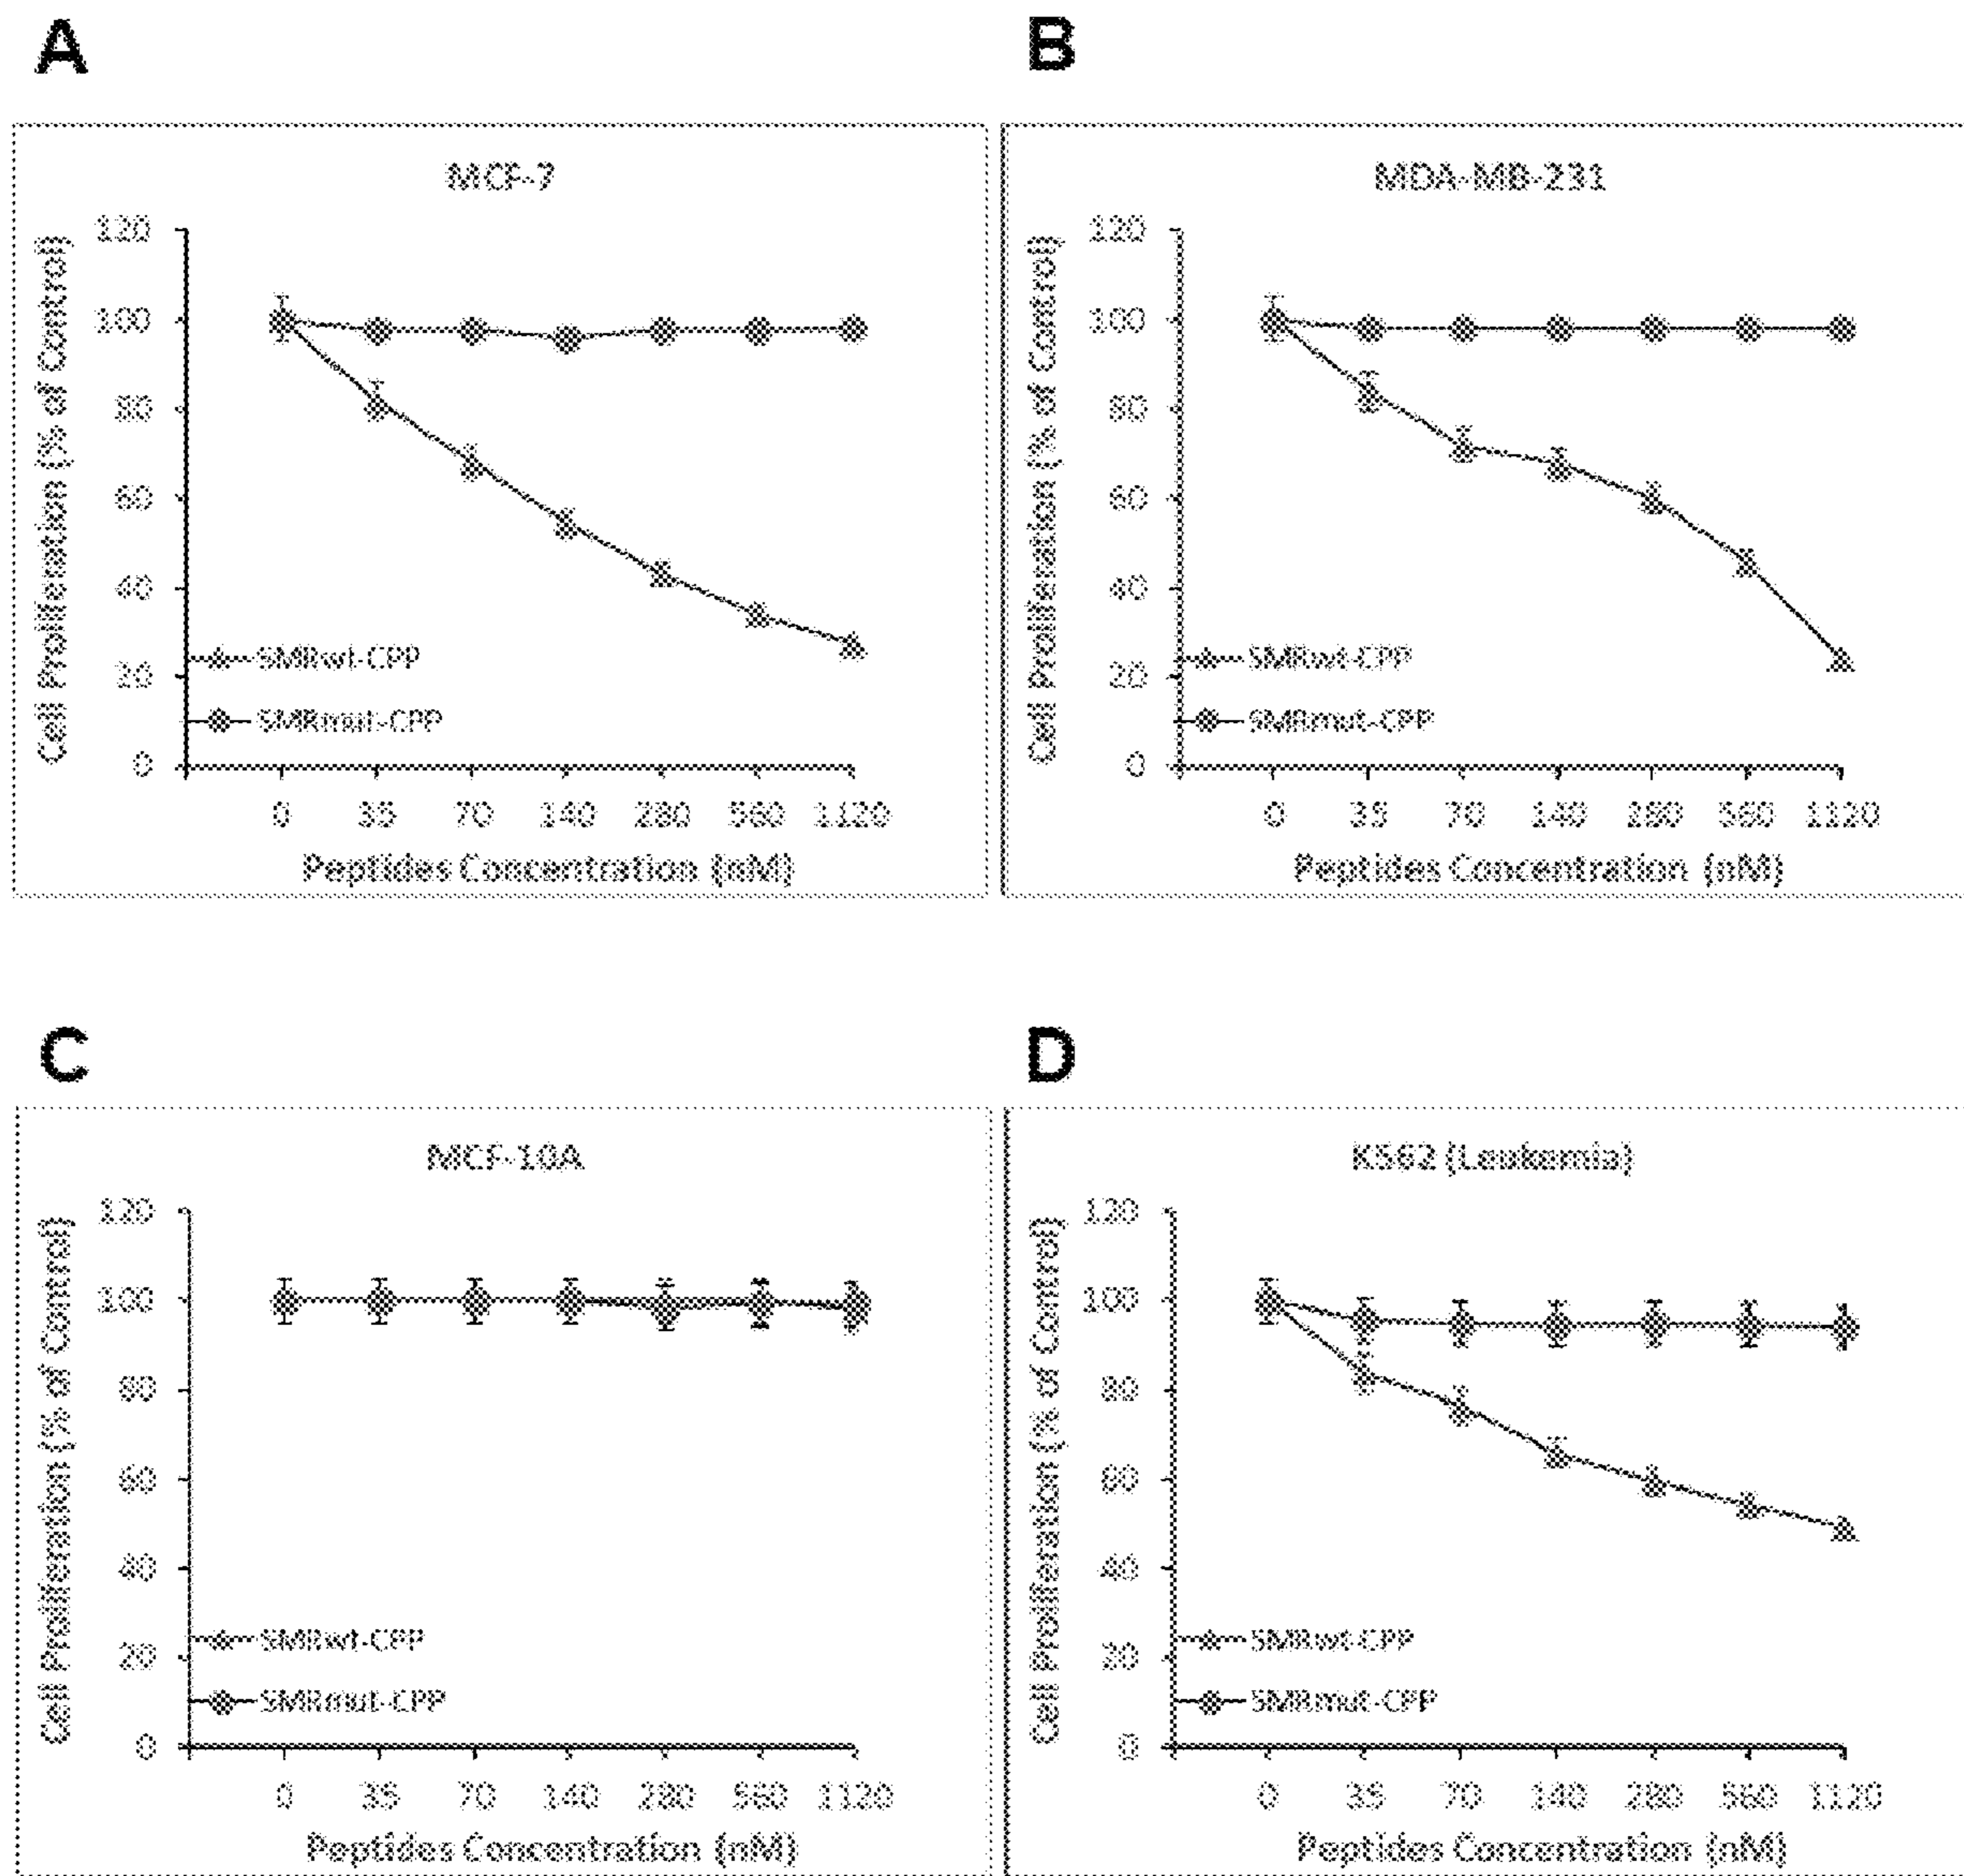 A
MCF-7
Cell Proliferation (% of Control)
120
100
80
60
40
20
0
SMRwt-CPP
SMRmut-CPP
0 35 70 140 280 560 1120
Peptides Concentration (nM)
B
MDA-MB-231
Cell Proliferation (% of Control)
120
100
80
60
40
20
0
SMRwt-CPP
SMRmut-CPP
0 35 70 140 280 560 1120
Peptides Concentration (nM)
C
MCF-10A
Cell Proliferation (% of Control)
120
100
80
60
40
20
0
SMRwt-CPP
SMRmut-CPP
0 35 70 140 280 560 1120
Peptides Concentration (nM)
D
K562 (Leukemia)
Cell Proliferation (% of Control)
120
100
80
60
40
20
0
SMRwt-CPP
SMRmut-CPP
0 35 70 140 280 560 1120
Peptides Concentration (nM)